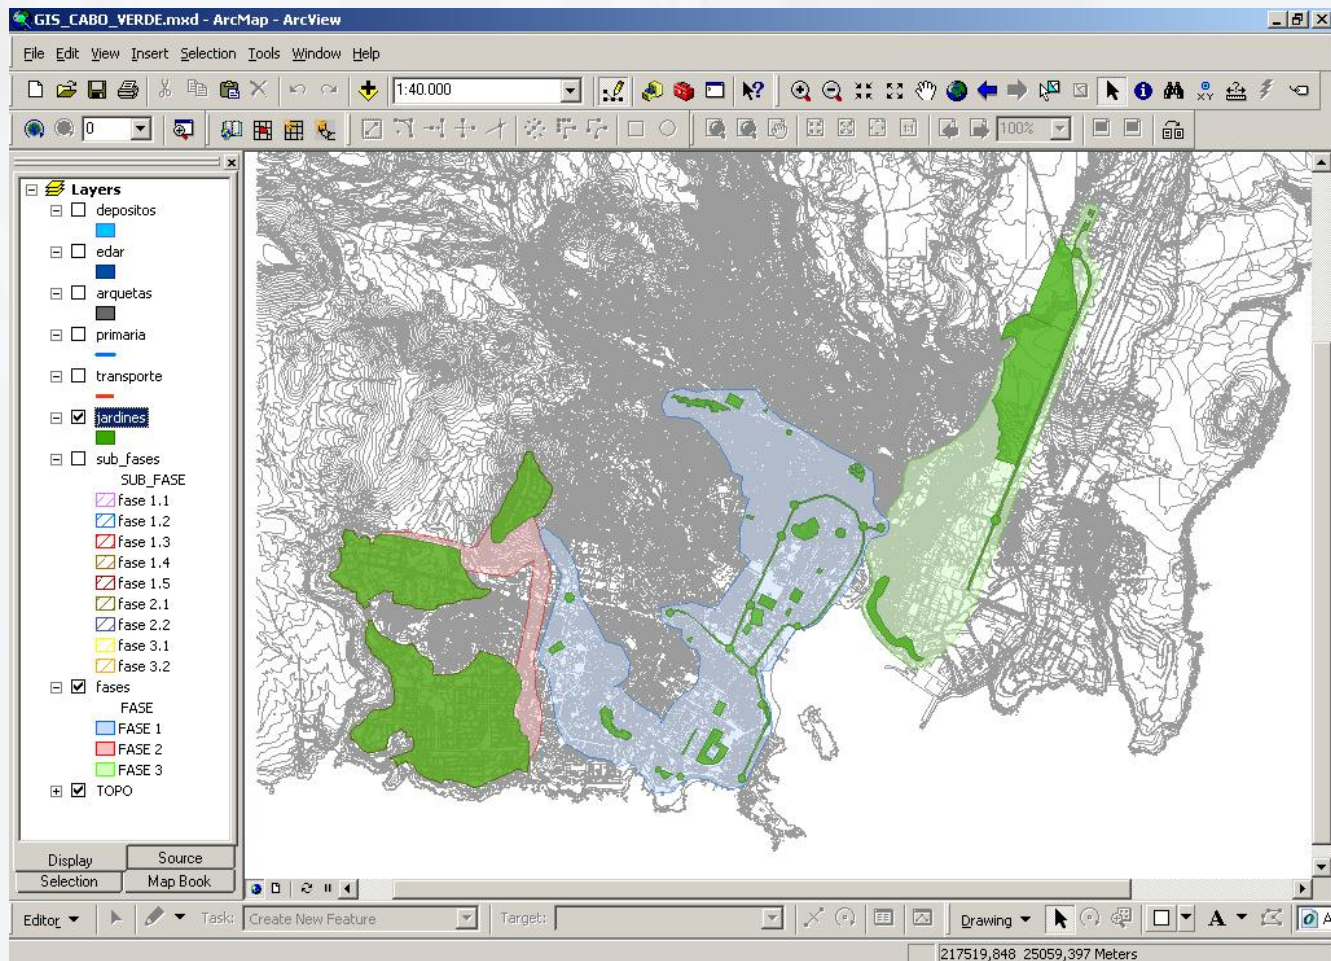 GIS_CABO_VERDE.mxd - ArcMap - ArcView
File Edit View Insert Selection Tools Window Help
1:40.000
0
100%
Layers
depositos
edar
arquetas
primaria
transporte
jardines
sub_fases
SUB_FASE
fase 1.1
fase 1.2
fase 1.3
fase 1.4
fase 1.5
fase 2.1
fase 2.2
fase 3.1
fase 3.2
fases
FASE
FASE 1
FASE 2
FASE 3
TOPO
Display Source
Selection Map Book
Editor Task: Create New Feature Target: Drawing A A
217519,848 25059,397 Meters